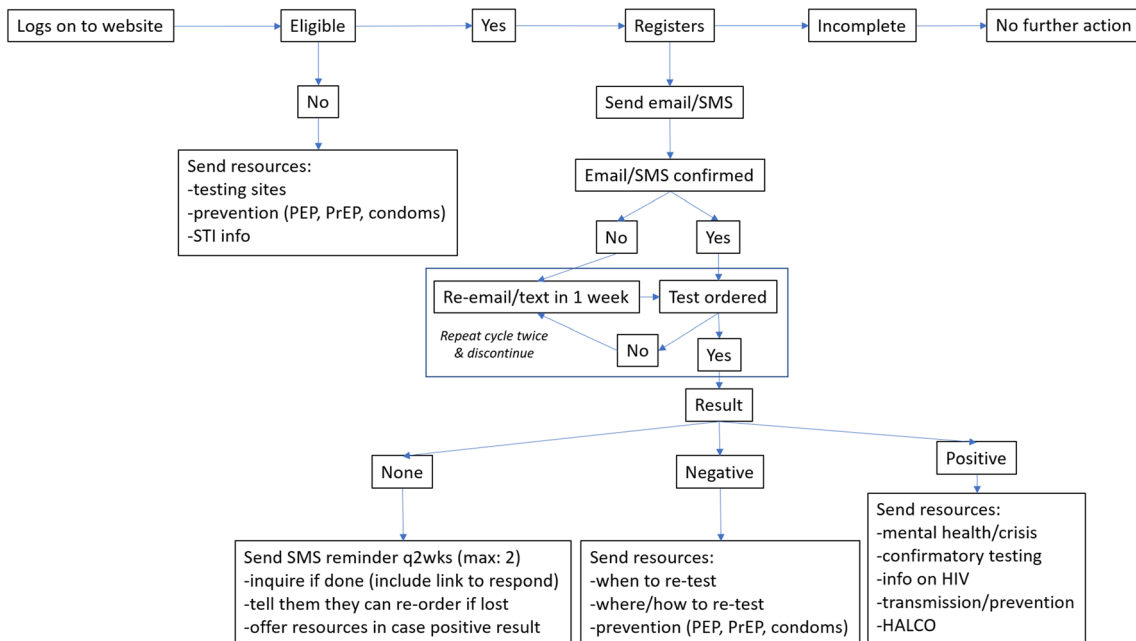 Logs on to website
Eligible
Yes
Registers
Incomplete
No further action
No
Send email/SMS
Send resources:
-testing sites
-prevention (PEP, PrEP, condoms)
-STI info
Email/SMS confirmed
No
Yes
Re-email/text in 1 week
Test ordered
Repeat cycle twice
& discontinue
No
Yes
Result
None
Negative
Positive
Send SMS reminder q2wks (max: 2)
-inquire if done (include link to respond)
-tell them they can re-order if lost
-offer resources in case positive result
Send resources:
-when to re-test
-where/how to re-test
-prevention (PEP, PrEP, condoms)
Send resources:
-mental health/crisis
-confirmatory testing
-info on HIV
-transmission/prevention
-HALCO